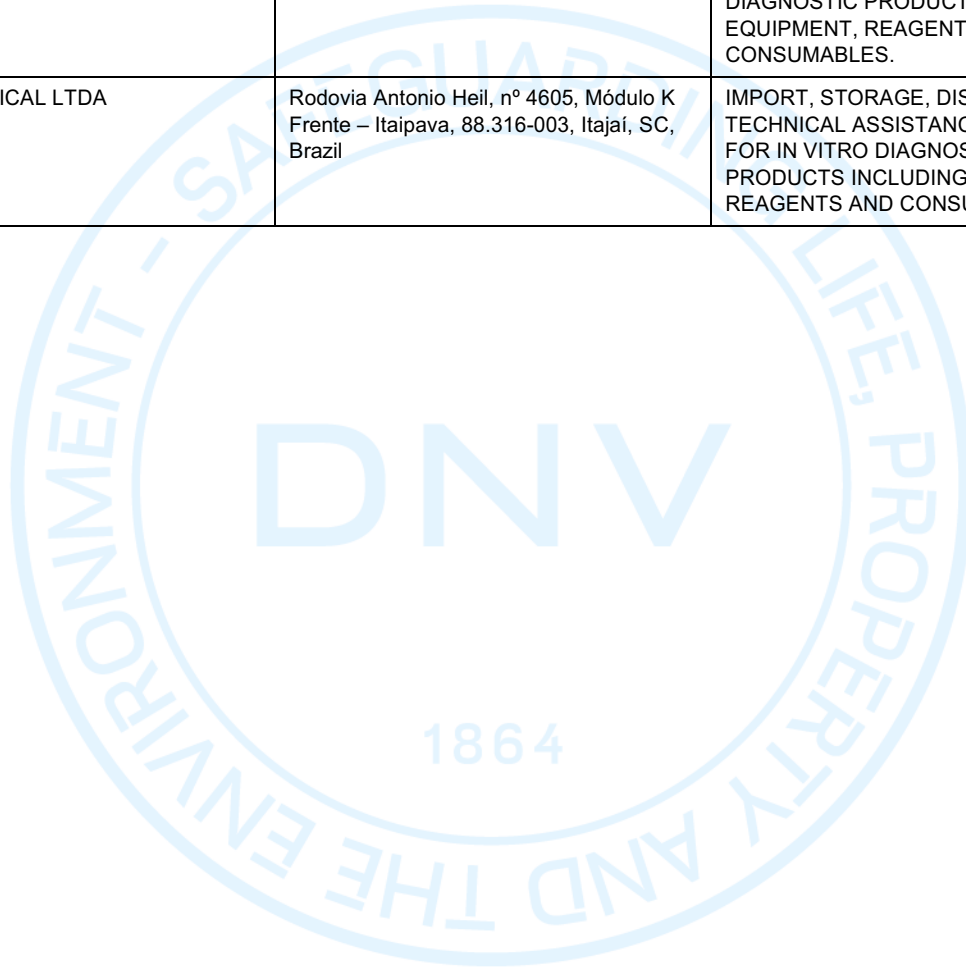 DIAGNOSTIC PRODUCT
EQUIPMENT, REAGENT
CONSUMABLES.
ICAL LTDA
Rodovia Antonio Heil, nº 4605, Módulo K
Frente – Itaipava, 88.316-003, Itajaí, SC,
Brazil
IMPORT, STORAGE, DIS
TECHNICAL ASSISTANC
FOR IN VITRO DIAGNOS
PRODUCTS INCLUDING
REAGENTS AND CONSU
SAFEGUARDING LIFE, PROPERTY AND THE ENVIRONMENT -
DNV
1864